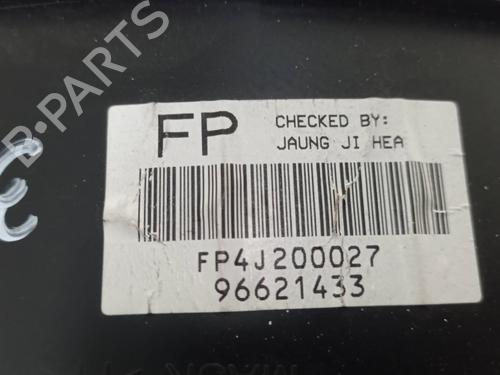 B-PARTS
FP
CHECKED BY:
JAUNG JI HEA
FP4J200027
96621433